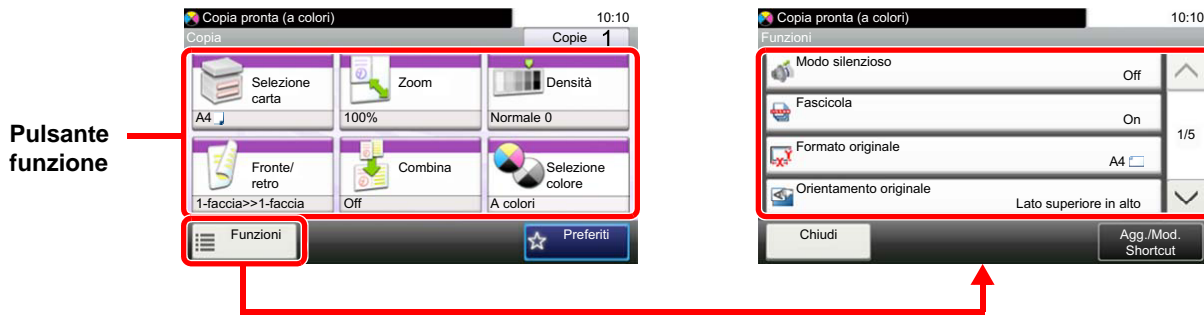 Pulsante
funzione
Copia pronta (a colori)
10:10
Copia
Copie 1
Selezione
carta
A4
Zoom
100%
Densità
Normale 0
Fronte/
retro
1-faccia>>1-faccia
Combina
Off
Selezione
colore
A colori
Funzioni
Preferiti
Copia pronta (a colori)
10:10
Funzioni
Modo silenzioso
Off
Fascicola
On
1/5
Formato originale
A4
Orientamento originale
Lato superiore in alto
Chiudi
Agg./Mod.
Shortcut